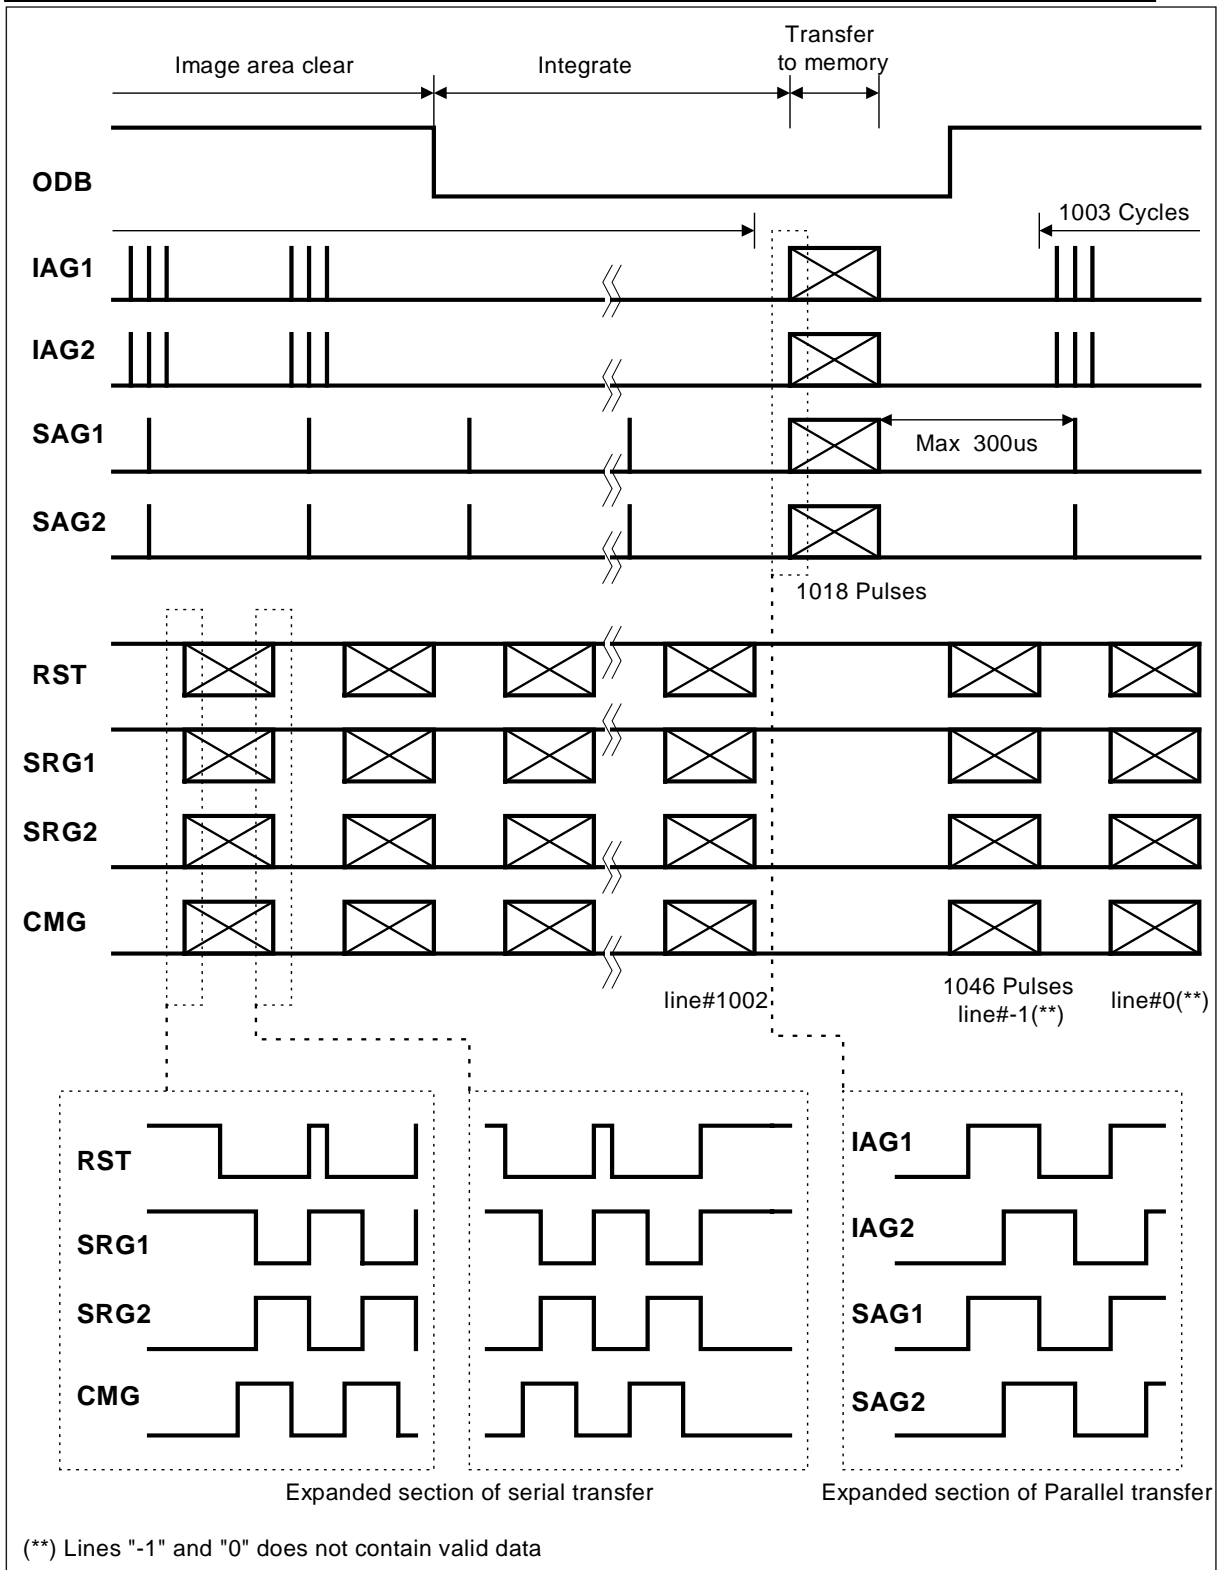 Image area clear
Integrate
Transfer
to memory
ODB
1003 Cycles
IAG1
IAG2
SAG1
Max 300us
SAG2
1018 Pulses
RST
SRG1
SRG2
CMG
line#1002
1046 Pulses
line#-1(**)
line#0(**)
RST
SRG1
SRG2
CMG
IAG1
IAG2
SAG1
SAG2
Expanded section of serial transfer
Expanded section of Parallel transfer
(**) Lines "-1" and "0" does not contain valid data